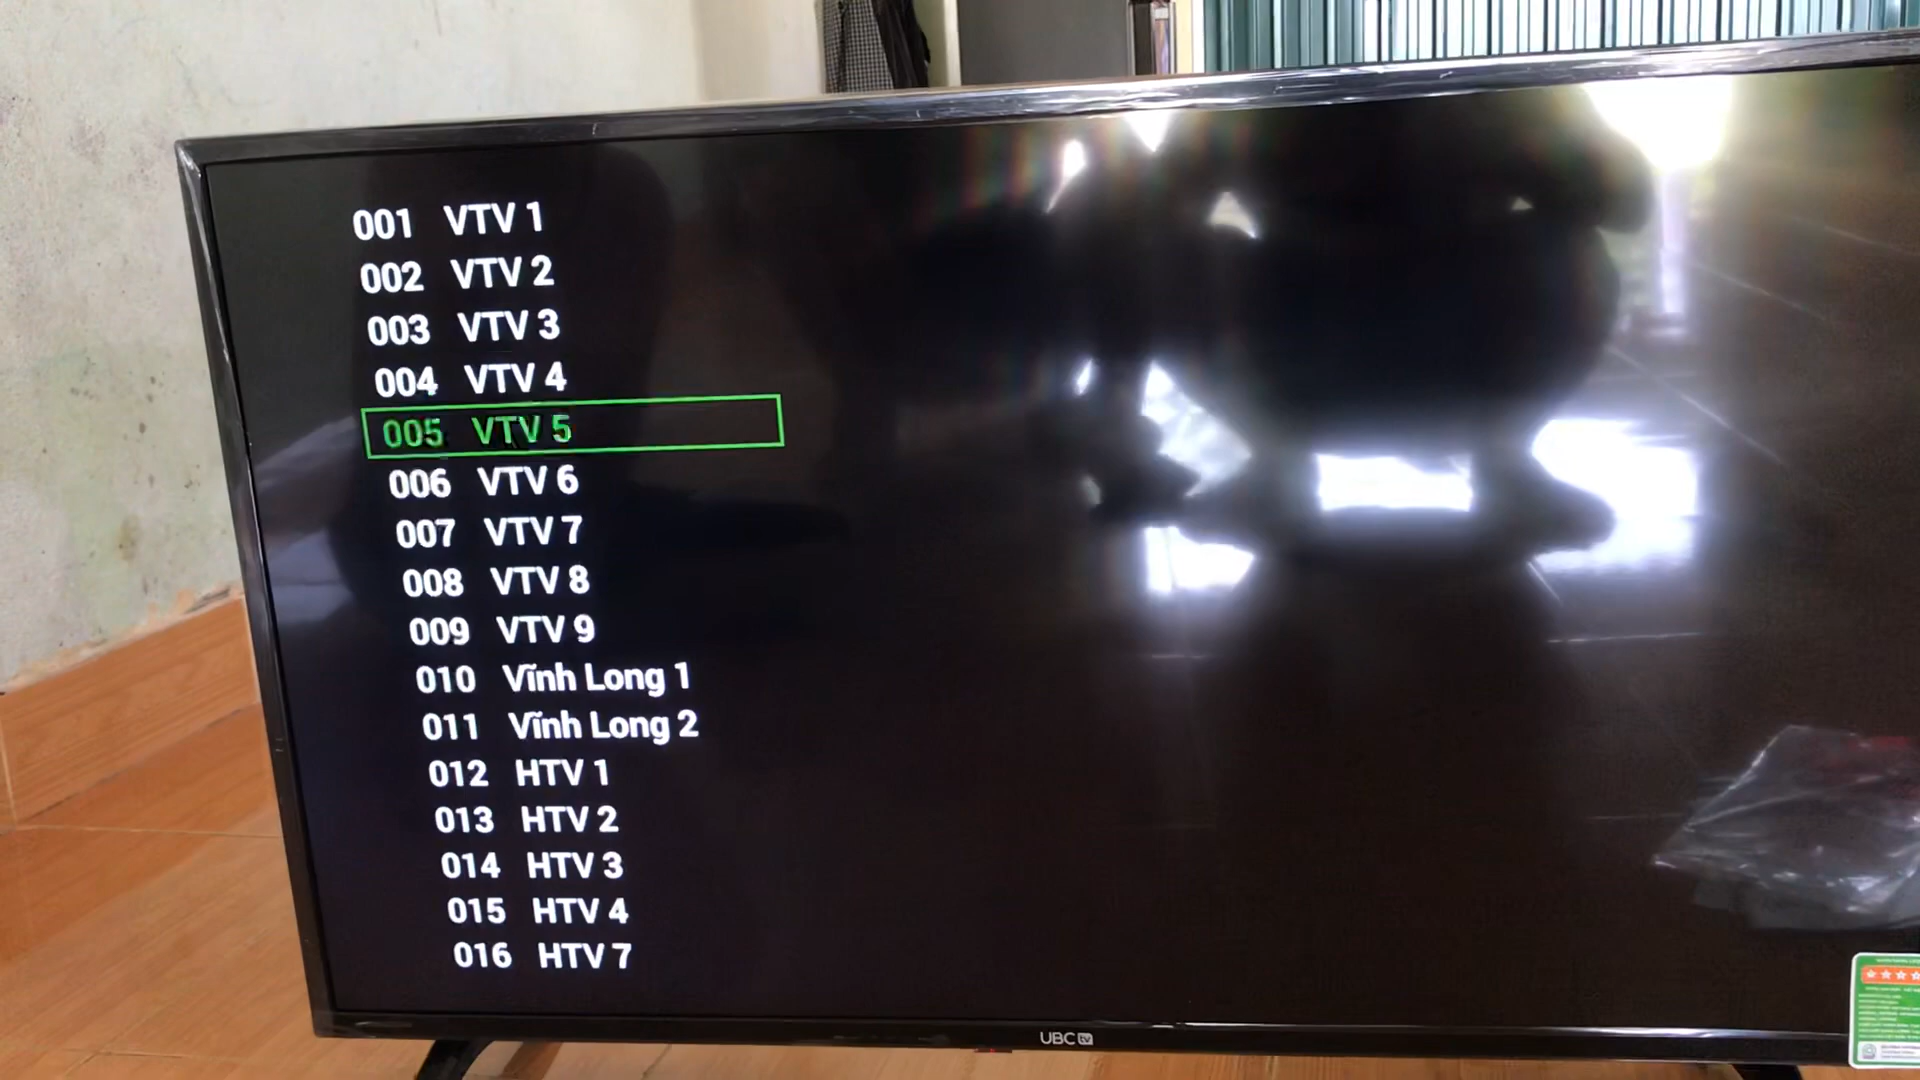 001 VTV 1
002 VTV 2
003 VTV 3
004 VTV 4
005 VTV 5
006 VTV 6
007 VTV 7
008 VTV 8
009 VTV 9
010 Vĩnh Long 1
011 Vĩnh Long 2
012 HTV 1
013 HTV 2
014 HTV 3
015 HTV 4
016 HTV 7
UBC tv